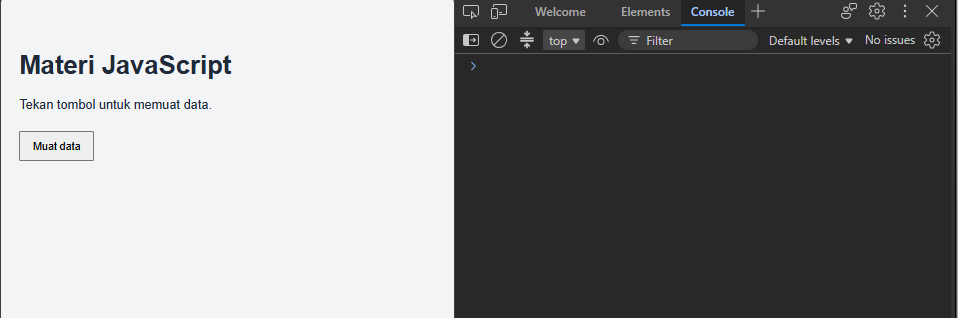 Materi JavaScript
Tekan tombol untuk memuat data.
Muat data
Welcome Elements Console
top Filter Default levels No issues